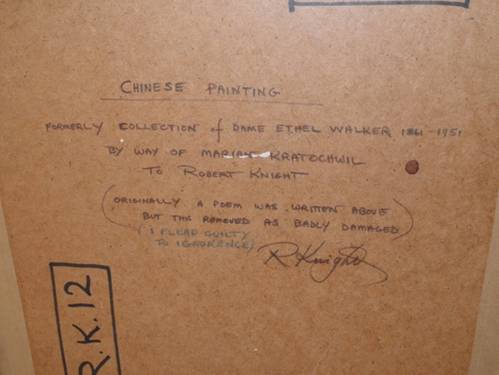 CHINESE PAINTING
FORMERLY COLLECTION of DAME ETHEL WALKER 1861-1951
BY WAY OF MARIAN KRATOCHWIL
TO ROBERT KNIGHT
(ORIGINALLY A POEM WAS WRITTEN ABOVE
BUT THIS REMOVED AS BADLY DAMAGED)
(I PLEAD GUILTY
TO IGNORENCE)
R Knight
R.K.12